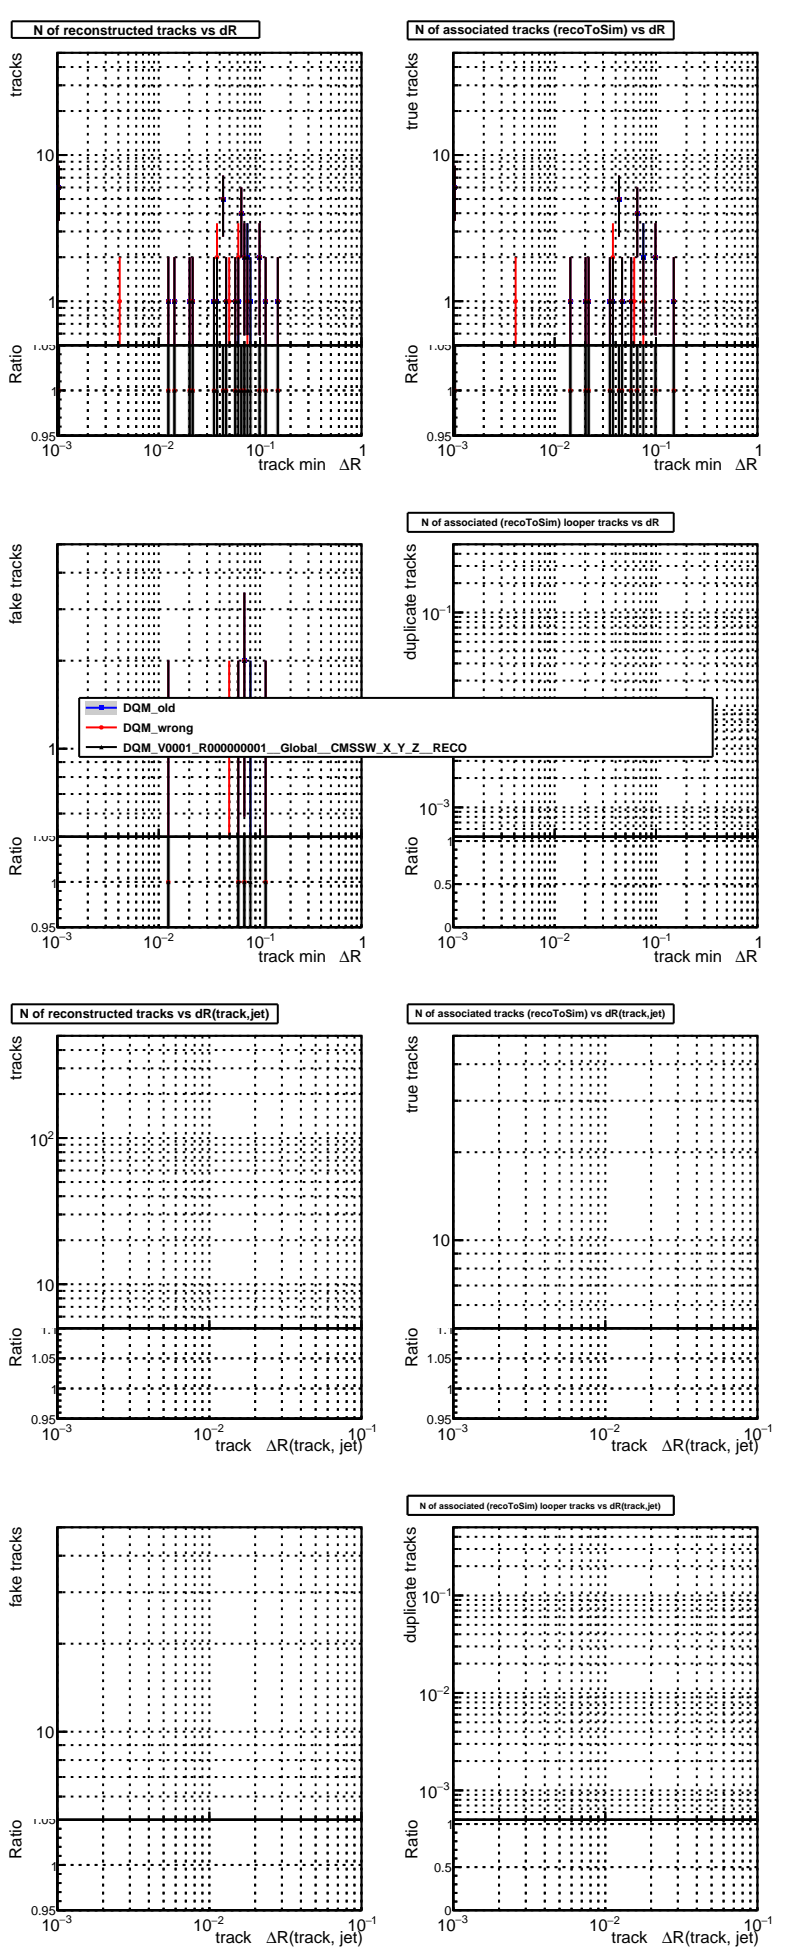 N of reconstructed tracks vs dR
tracks
10
1
1.05
Ratio
1
0.95
10−3 10−2 10−1 1
track min ΔR
N of associated tracks (recoToSim) vs dR
true tracks
10
1
1.05
Ratio
1
0.95
10−3 10−2 10−1 1
track min ΔR
fake tracks
1
1.05
Ratio
1
0.95
10−3 10−2 10−1 1
track min ΔR
N of associated (recoToSim) looper tracks vs dR
duplicate tracks
10−1
10−3
Ratio
1
0.5
0
10−3 10−2 10−1 1
track min ΔR
DQM_old
DQM_wrong
DQM_V0001_R000000001__Global__CMSSW_X_Y_Z__RECO
N of reconstructed tracks vs dR(track,jet)
tracks
102
10
1.1
Ratio
1.05
1
0.95
10−3 10−2 10−1
track ΔR(track, jet)
N of associated tracks (recoToSim) vs dR(track,jet)
true tracks
10
1.1
Ratio
1.05
1
0.95
10−3 10−2 10−1
track ΔR(track, jet)
fake tracks
10
1.05
Ratio
1
0.95
10−3 10−2 10−1
track ΔR(track, jet)
N of associated (recoToSim) looper tracks vs dR(track,jet)
duplicate tracks
10−1
10−2
10−3
Ratio
1
0.5
0
10−3 10−2 10−1
track ΔR(track, jet)